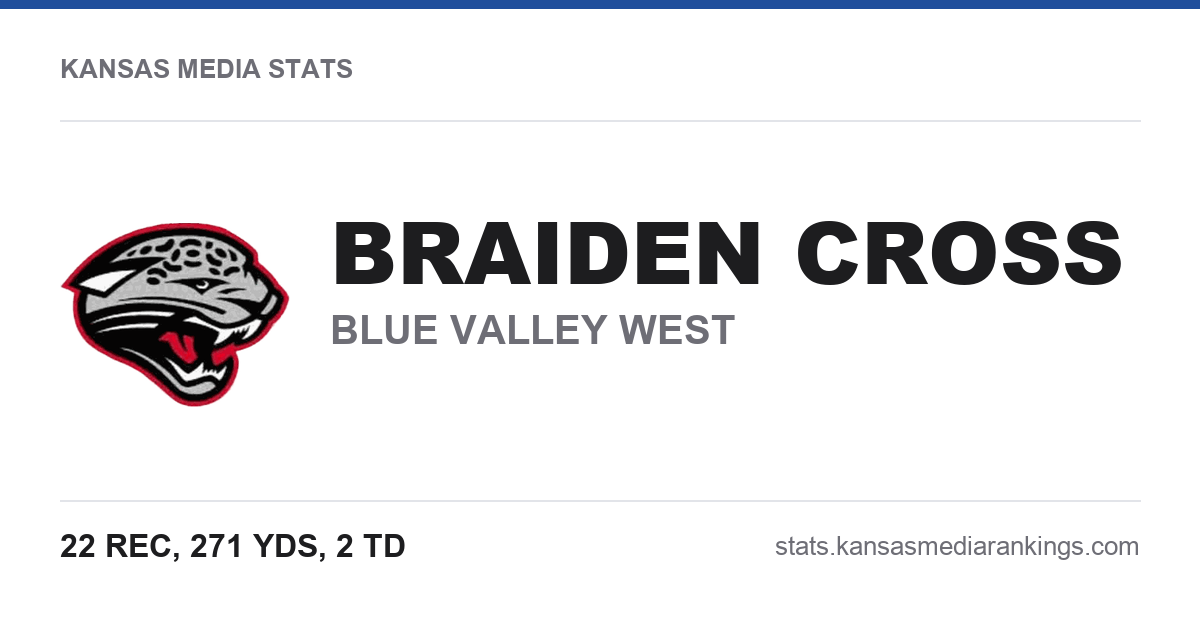 KANSAS MEDIA STATS
BRAIDEN CROSS
BLUE VALLEY WEST
22 REC, 271 YDS, 2 TD
stats.kansasmediarankings.com